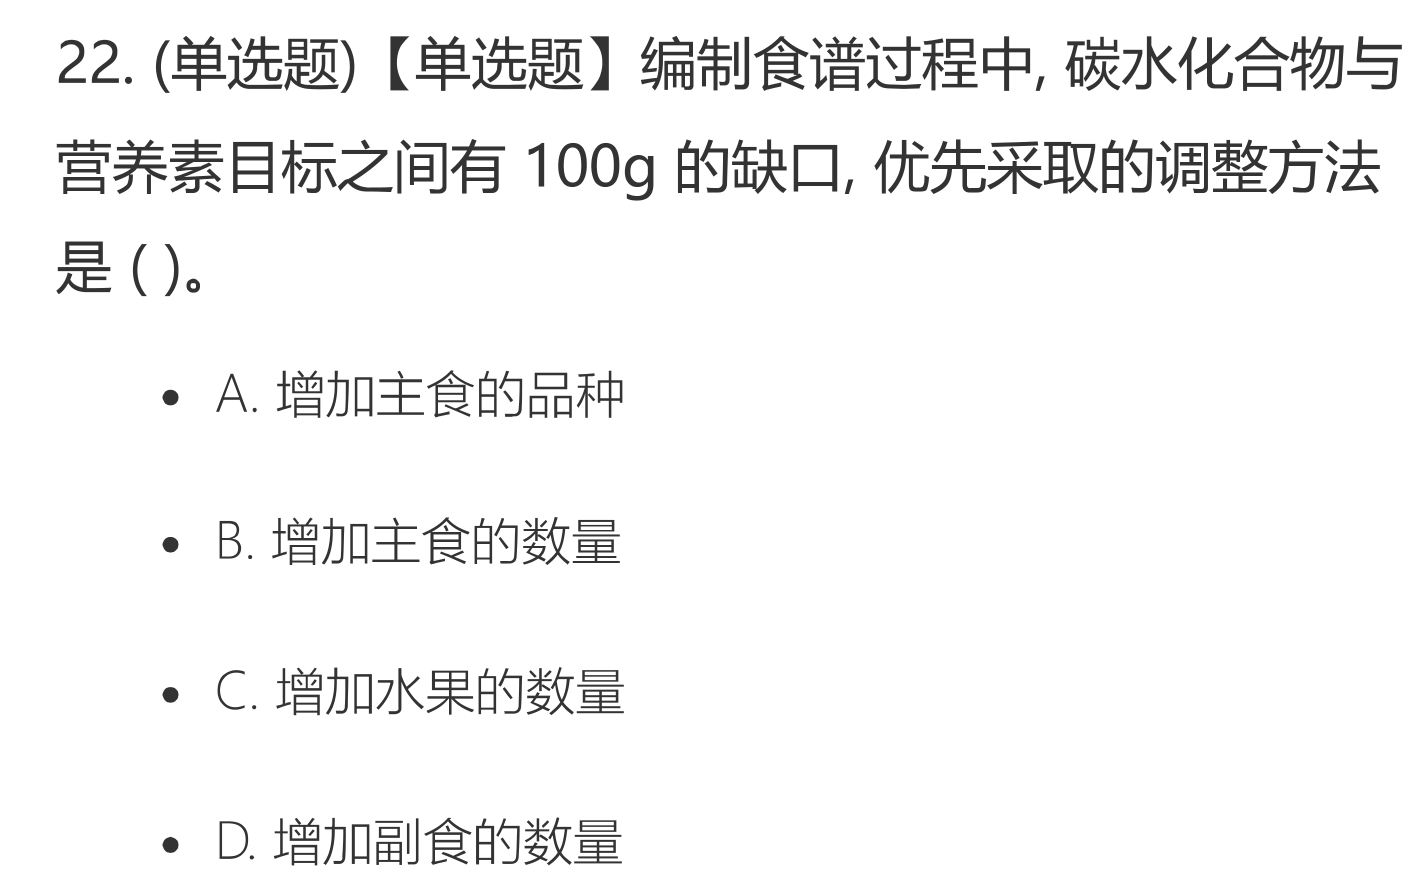 22. (单选题)【单选题】编制食谱过程中, 碳水化合物与
营养素目标之间有 100g 的缺口, 优先采取的调整方法
是 ( )。
• A. 增加主食的品种
• B. 增加主食的数量
• C. 增加水果的数量
• D. 增加副食的数量